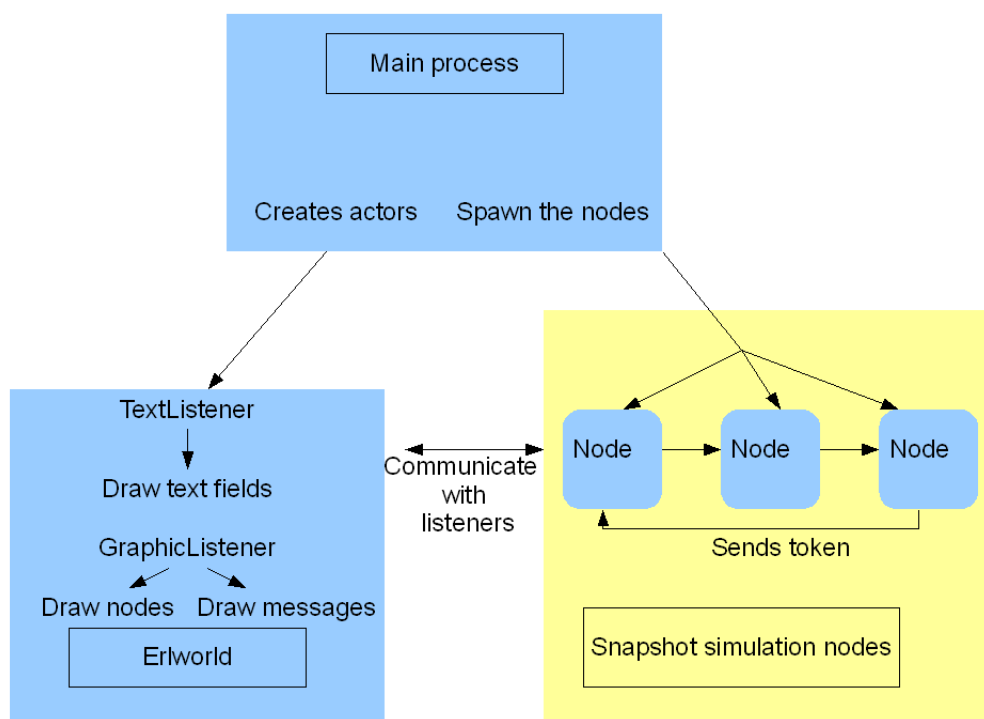 Main process
Creates actors
Spawn the nodes
TextListener
Draw text fields
GraphicListener
Draw nodes
Draw messages
Erlworld
Communicate
with
listeners
Node
Node
Node
Sends token
Snapshot simulation nodes